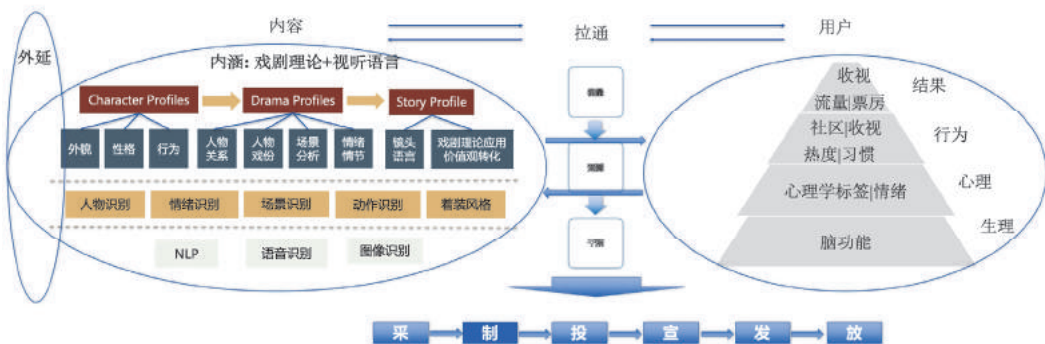 内容
拉通
用户
外延
内涵: 戏剧理论+视听语言
Character Profiles
Drama Profiles
Story Profile
外貌
性格
行为
人物
关系
人物
戏份
场景
分析
情绪
情节
镜头
语言
戏剧理论应用
价值观转化
人物识别
情绪识别
场景识别
动作识别
着装风格
NLP
语音识别
图像识别
收视
流量|票房
社区|收视
热度|习惯
心理学标签|情绪
脑功能
结果
行为
心理
生理
采
制
投
宣
发
放